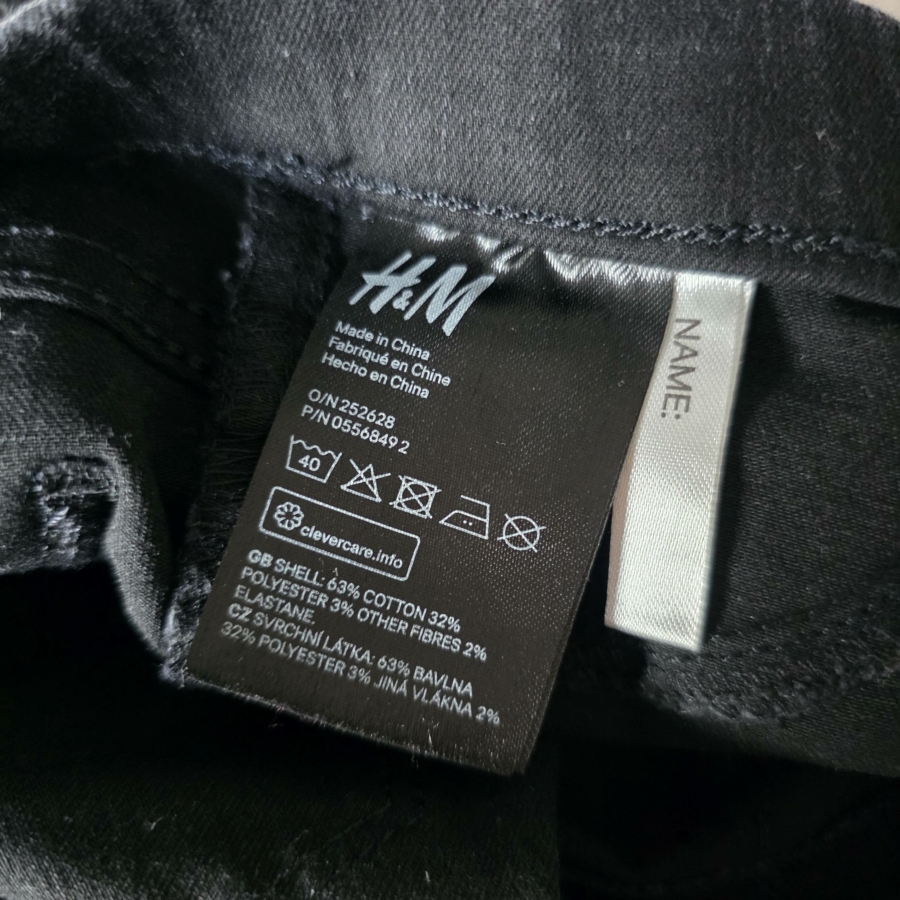 H&M
Made in China
Fabriqué en Chine
Hecho en China
O/N 252628
P/N 0556849 2
40
clevercare.info
GB SHELL: 63% COTTON 32%
POLYESTER 3% OTHER FIBRES 2%
ELASTANE.
CZ SVRCHNÍ LÁTKA: 63% BAVLNA
32% POLYESTER 3% JINÁ VLÁKNA 2%
NAME: